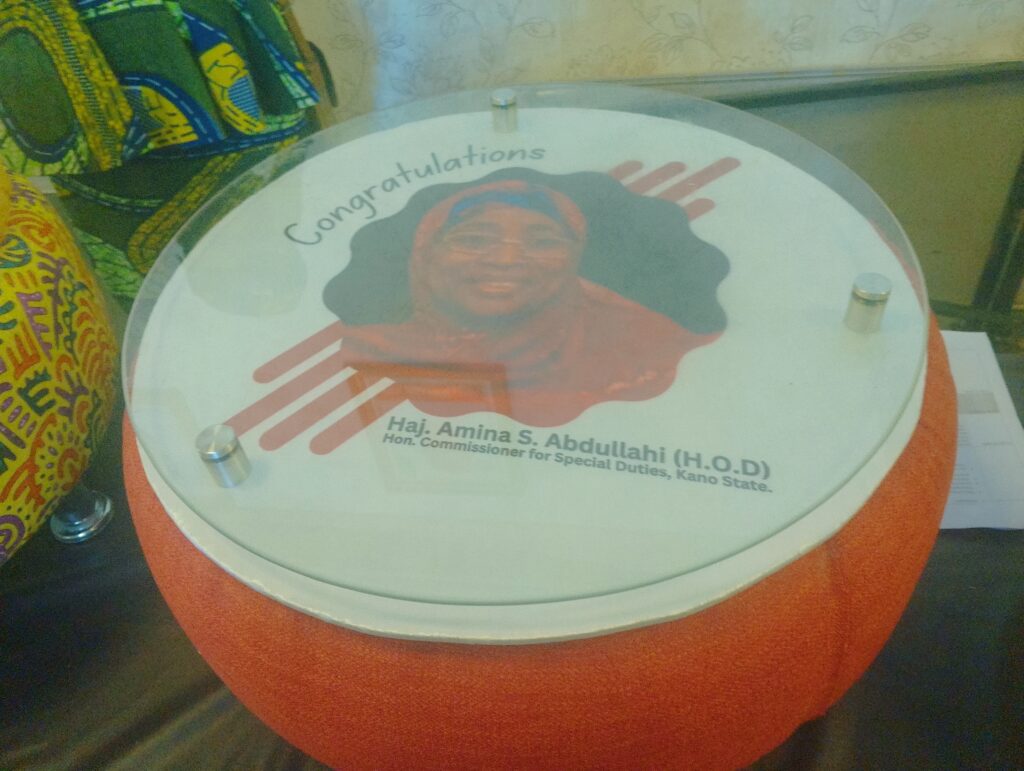 Congratulations
Haj. Amina S. Abdullahi (H.O.D)
Hon. Commissioner for Special Duties, Kano State.